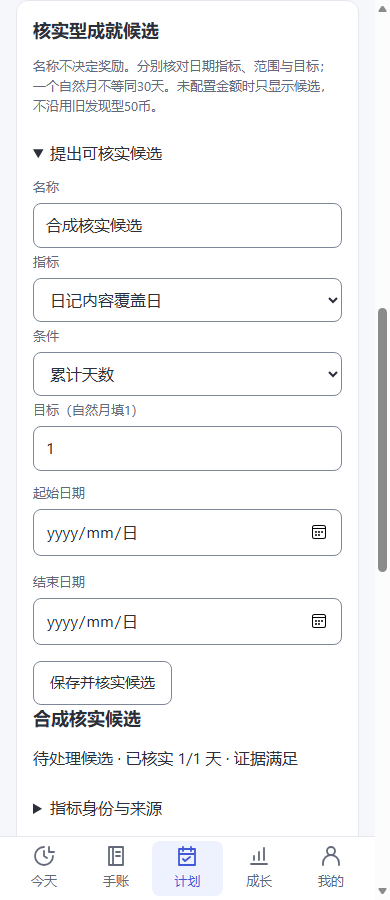 核实型成就候选
名称不决定奖励。分别核对日期指标、范围与目标；
一个自然月不等同30天。未配置金额时只显示候选，
不沿用旧发现型50币。
▼ 提出可核实候选
名称
合成核实候选
指标
日记内容覆盖日
条件
累计天数
目标（自然月填1）
1
起始日期
yyyy/mm/日
结束日期
yyyy/mm/日
保存并核实候选
合成核实候选
待处理候选 · 已核实 1/1 天 · 证据满足
▶ 指标身份与来源
今天 手账 计划 成长 我的